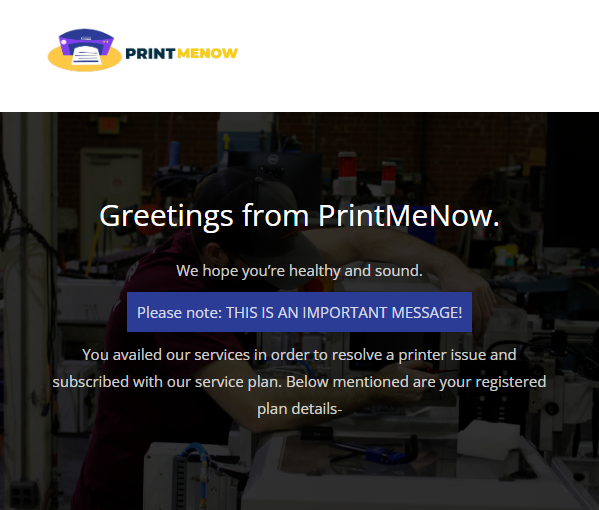 PRINTMENOW
Greetings from PrintMeNow.
We hope you’re healthy and sound.
Please note: THIS IS AN IMPORTANT MESSAGE!
You availed our services in order to resolve a printer issue and
subscribed with our service plan. Below mentioned are your registered
plan details-